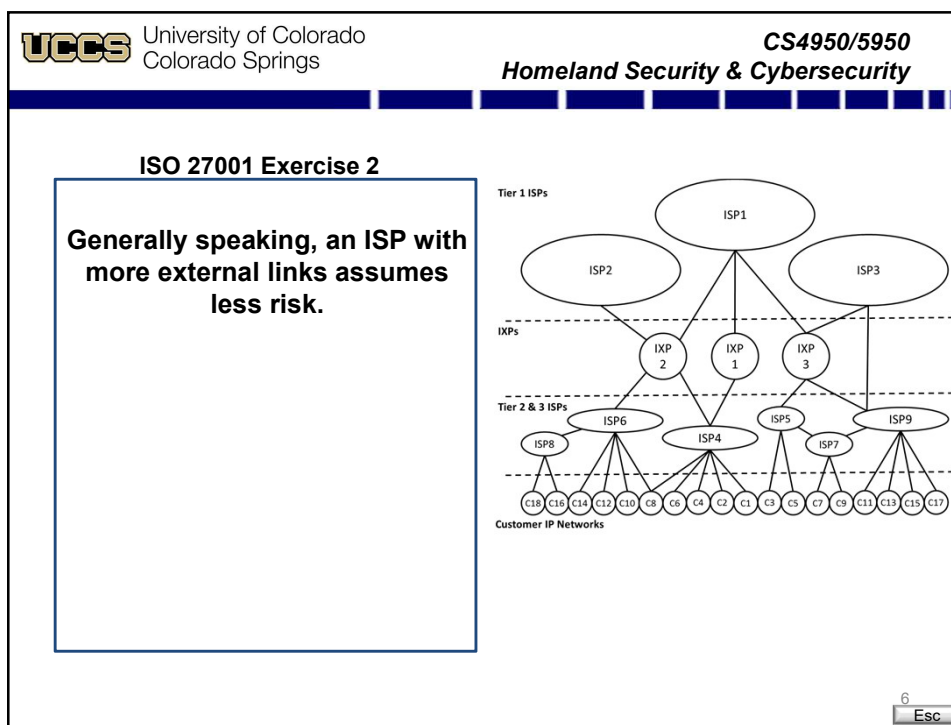 UCCS University of Colorado
Colorado Springs
CS4950/5950
Homeland Security & Cybersecurity
ISO 27001 Exercise 2
Generally speaking, an ISP with
more external links assumes
less risk.
Tier 1 ISPs
ISP1
ISP2
ISP3
IXPs
IXP
2
IXP
1
IXP
3
Tier 2 & 3 ISPs
ISP6
ISP4
ISP5
ISP9
ISP8
ISP7
C18 C16 C14 C12 C10 C8 C6 C4 C2 C1 C3 C5 C7 C9 C11 C13 C15 C17
Customer IP Networks
6
Esc